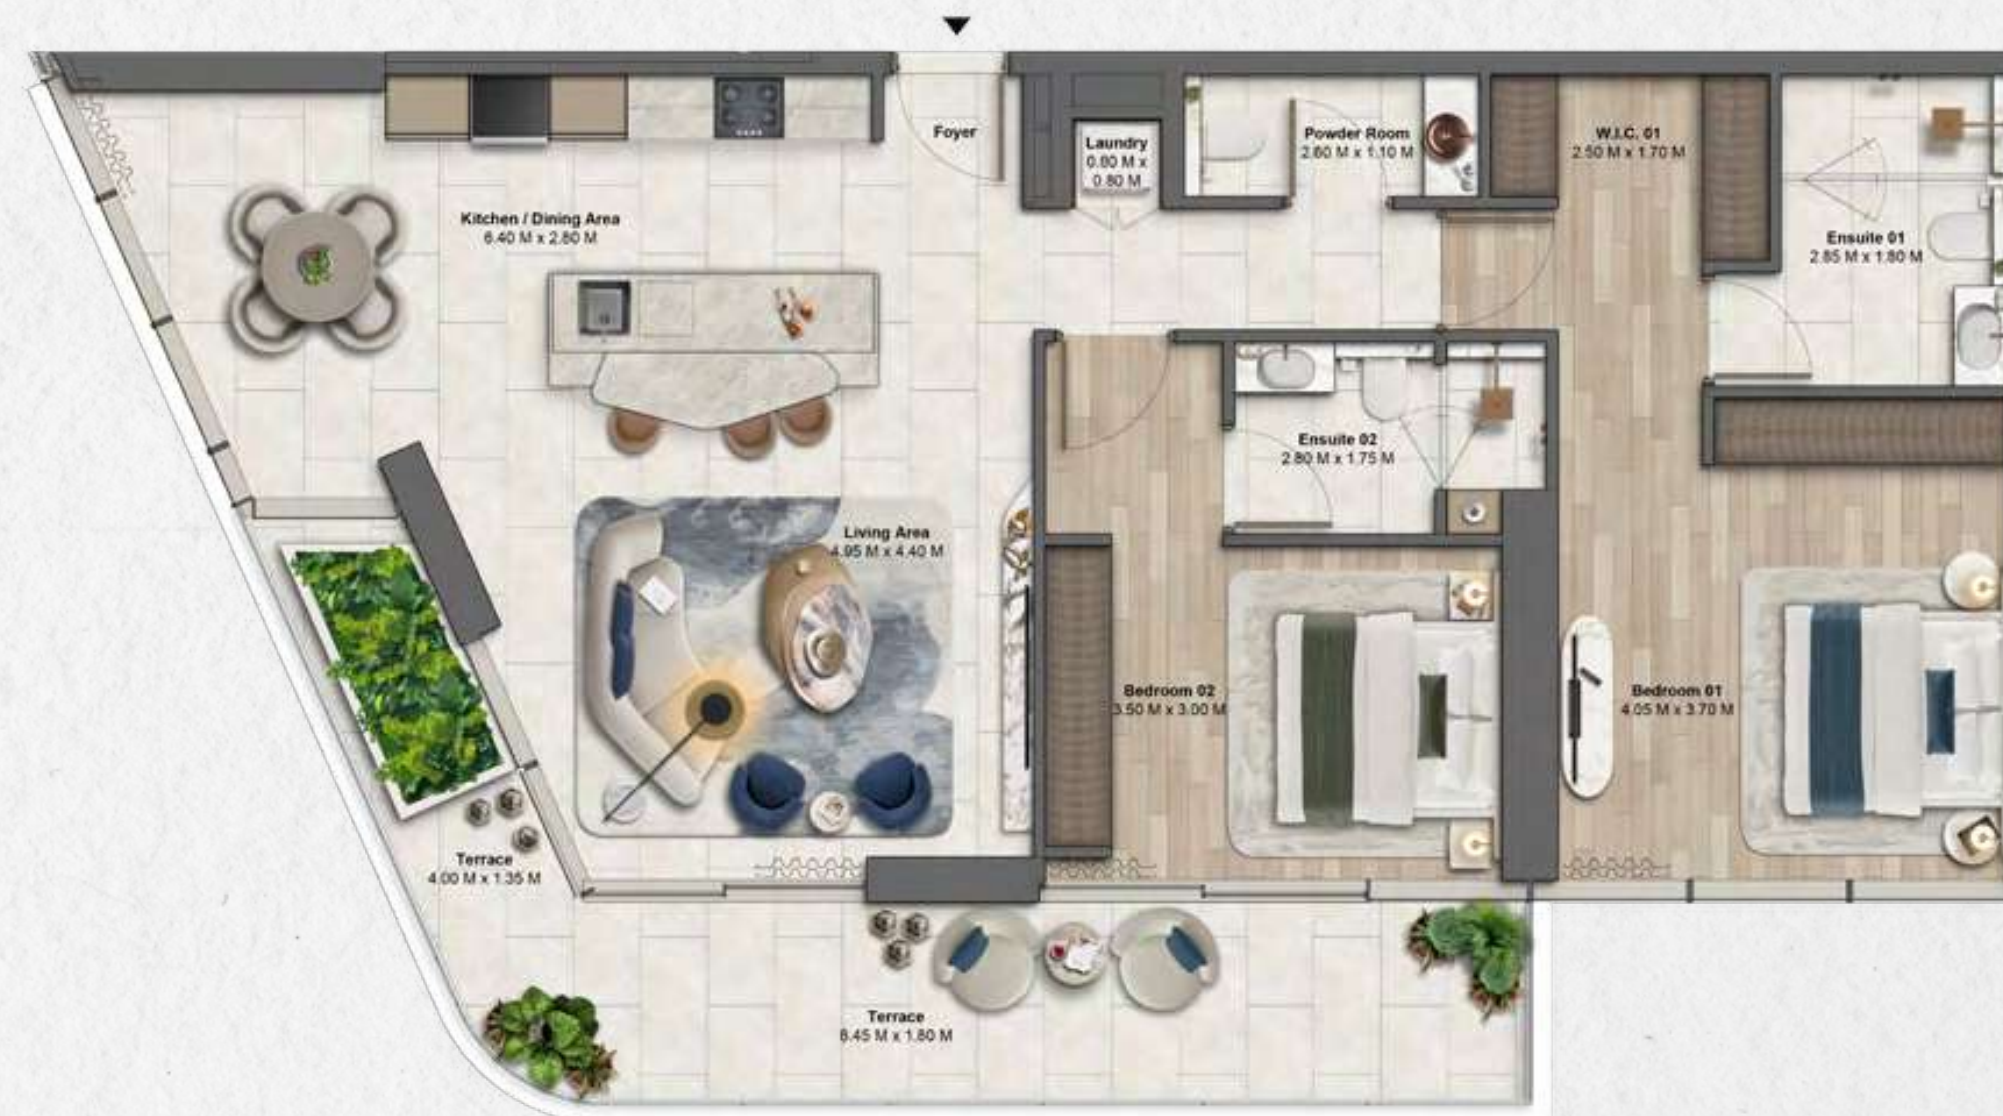 Foyer
Laundry
0.80 M x
0.80 M
Powder Room
2.60 M x 1.10 M
W.I.C. 01
2.50 M x 1.70 M
Kitchen / Dining Area
6.40 M x 2.80 M
Ensuite 01
2.85 M x 1.80 M
Ensuite 02
2.80 M x 1.75 M
Living Area
4.95 M x 4.40 M
Bedroom 02
3.50 M x 3.00 M
Bedroom 01
4.05 M x 3.70 M
Terrace
4.00 M x 1.35 M
Terrace
8.45 M x 1.80 M